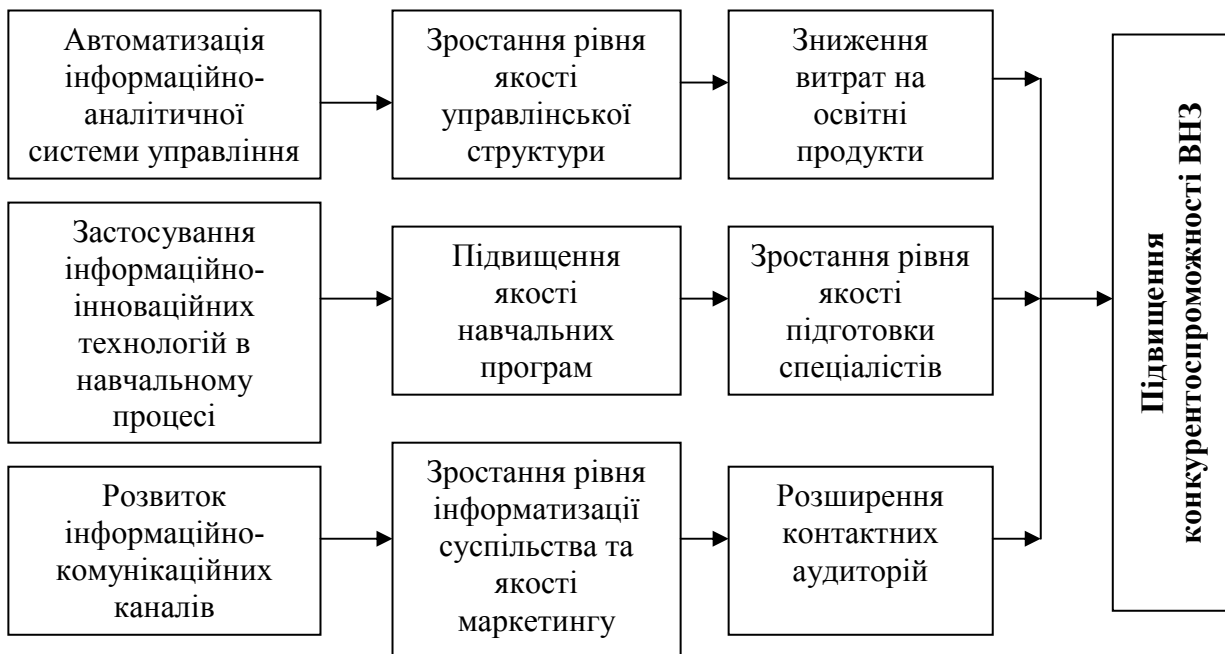 Автоматизація
інформаційно-
аналітичної
системи управління
Зростання рівня
якості
управлінської
структури
Зниження
витрат на
освітні
продукти
Застосування
інформаційно-
інноваційних
технологій в
навчальному
процесі
Підвищення
якості
навчальних
програм
Зростання рівня
якості
підготовки
спеціалістів
Розвиток
інформаційно-
комунікаційних
каналів
Зростання рівня
інформатизації
суспільства та
якості
маркетингу
Розширення
контактних
аудиторій
Підвищення
конкурентоспроможності ВНЗ